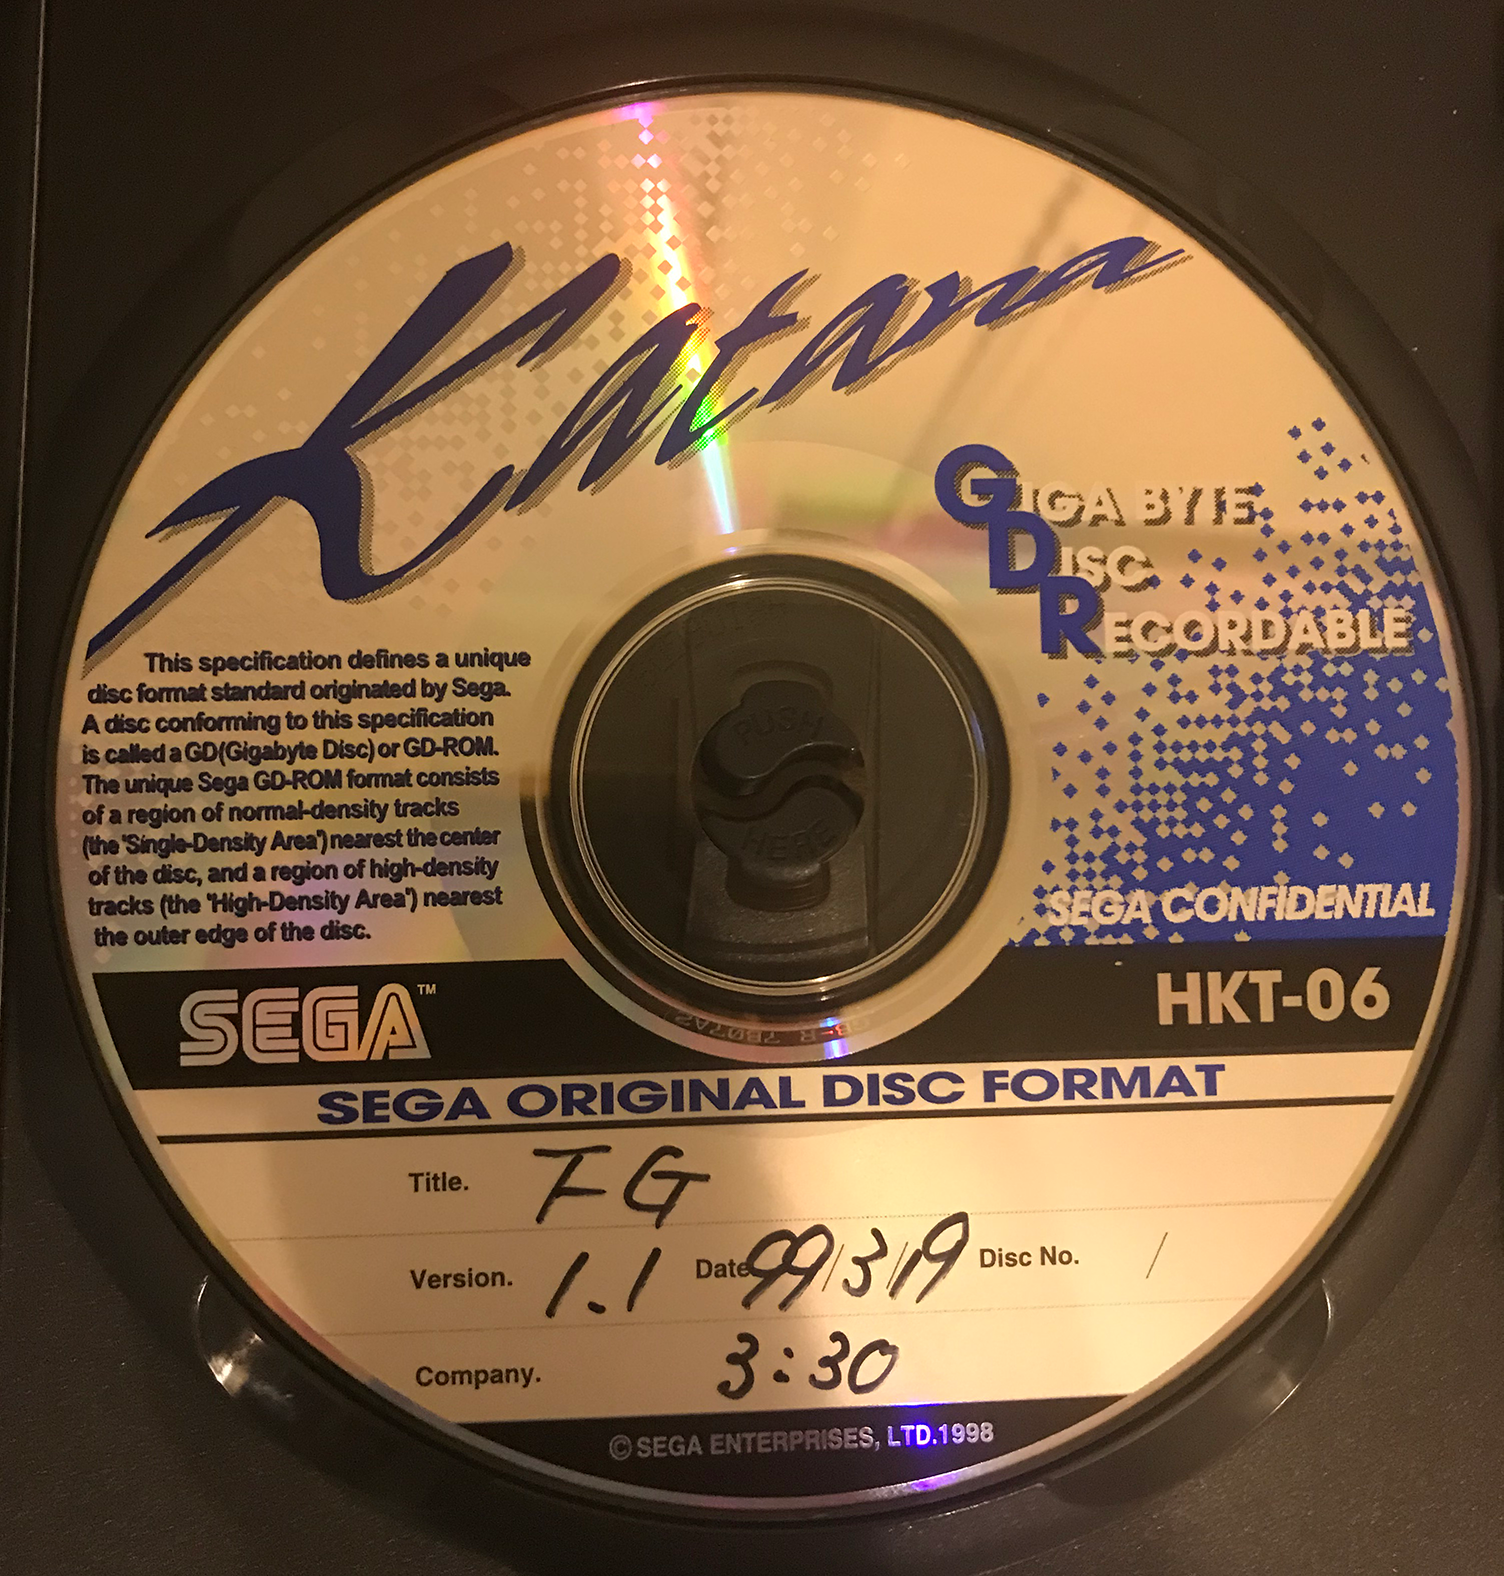 Katana
GIGA BYTE
DISC
RECORDABLE
This specification defines a unique
disc format standard originated by Sega.
A disc conforming to this specification
is called a GD(Gigabyte Disc) or GD-ROM.
The unique Sega GD-ROM format consists
of a region of normal-density tracks
(the 'Single-Density Area') nearest the center
of the disc, and a region of high-density
tracks (the 'High-Density Area') nearest
the outer edge of the disc.
PUSH
HERE
SEGA CONFIDENTIAL
SEGA™
HKT-06
SEGA ORIGINAL DISC FORMAT
Title. FG
Version. 1.1 Date 99/3/19 Disc No. /
3:30
Company.
© SEGA ENTERPRISES, LTD.1998